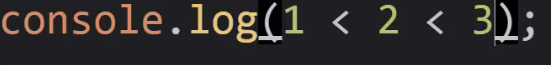 console.log(1 < 2 < 3);